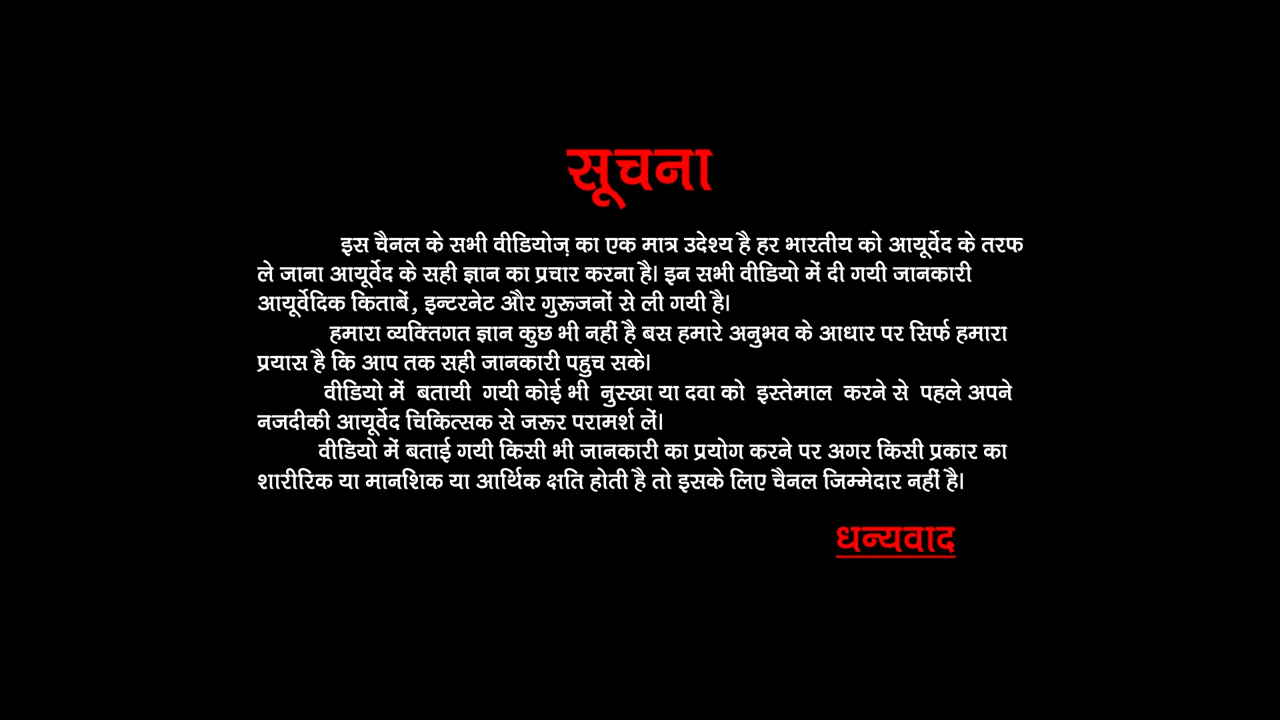 सूचना
इस चैनल के सभी वीडियोज़ का एक मात्र उदेश्य है हर भारतीय को आयूर्वेद के तरफ
ले जाना आयूर्वेद के सही ज्ञान का प्रचार करना है। इन सभी वीडियो में दी गयी जानकारी
आयूर्वेदिक किताबें, इन्टरनेट और गुरूजनों से ली गयी है।
हमारा व्यक्तिगत ज्ञान कुछ भी नहीं है बस हमारे अनुभव के आधार पर सिर्फ हमारा
प्रयास है कि आप तक सही जानकारी पहुच सके।
वीडियो में बतायी गयी कोई भी नुस्खा या दवा को इस्तेमाल करने से पहले अपने
नजदीकी आयूर्वेद चिकित्सक से जरूर परामर्श लें।
वीडियो में बताई गयी किसी भी जानकारी का प्रयोग करने पर अगर किसी प्रकार का
शारीरिक या मानशिक या आर्थिक क्षति होती है तो इसके लिए चैनल जिम्मेदार नहीं है।
धन्यवाद